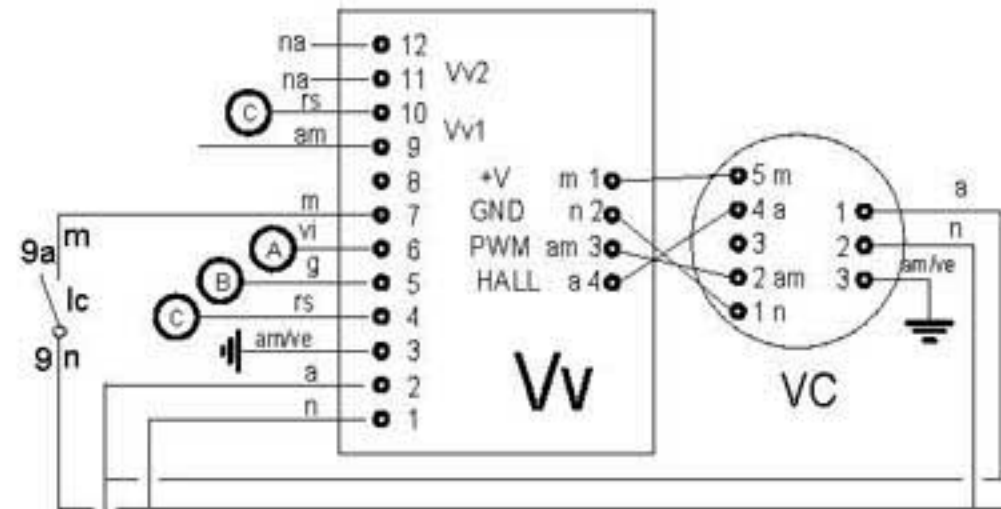 na 12
na 11 Vv2
C rs 10
am 9 Vv1
8 +V m 1 5 m
m 7 GND n 2 4 a 1 a
A vi 6 PWM am 3 3 2 n
B g 5 HALL a 4 2 am 3 am/ve
C rs 4 1 n
am/ve 3
a 2
n 1
Vv
VC
9a m
Ic
9 n